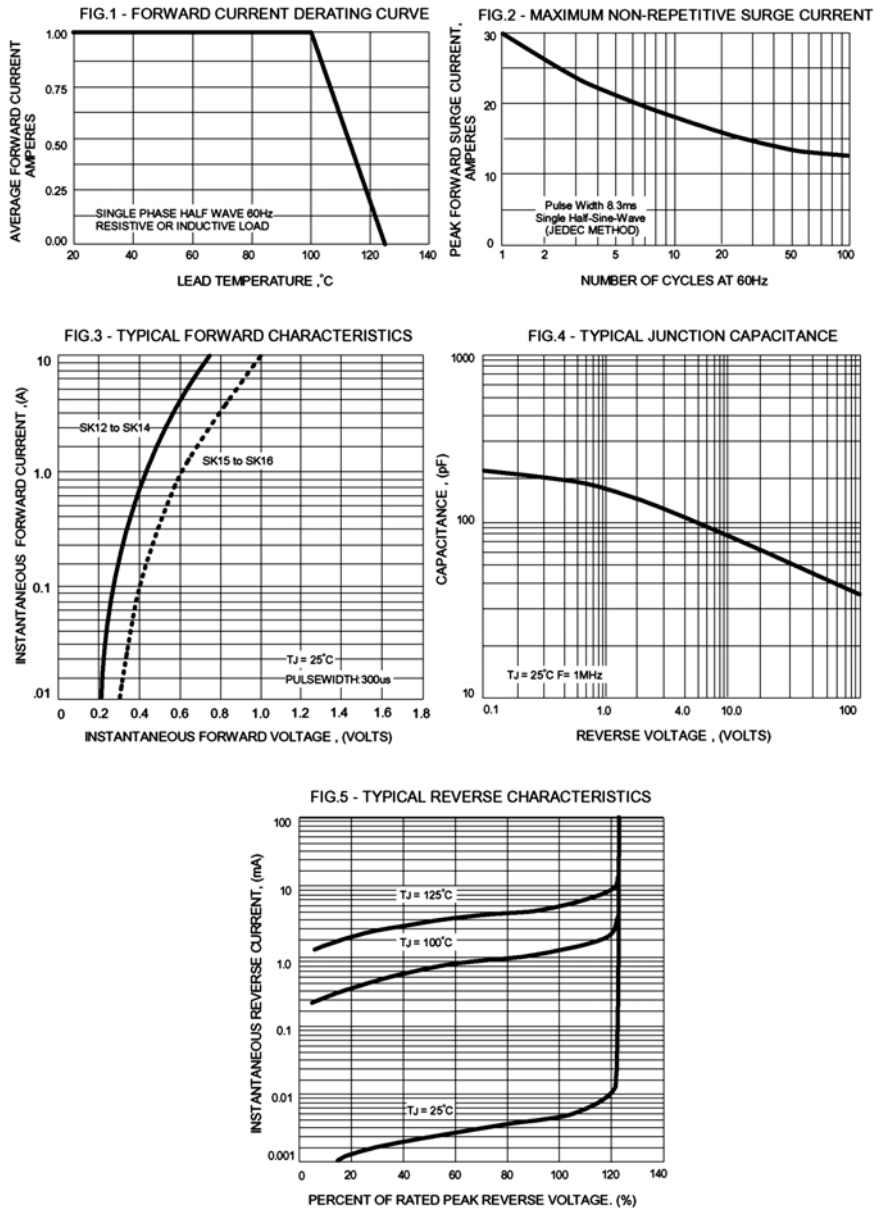 FIG.1 - FORWARD CURRENT DERATING CURVE
AVERAGE FORWARD CURRENT
AMPERES
1.00
0.75
0.50
0.25
0.00
SINGLE PHASE HALF WAVE 60Hz
RESISTIVE OR INDUCTIVE LOAD
20 40 60 80 100 120 140
LEAD TEMPERATURE ,°C
FIG.2 - MAXIMUM NON-REPETITIVE SURGE CURRENT
PEAK FORWARD SURGE CURRENT,
AMPERES
30
20
10
0
Pulse Width 8.3ms
Single Half-Sine-Wave
(JEDEC METHOD)
1 2 5 10 20 50 100
NUMBER OF CYCLES AT 60Hz
FIG.3 - TYPICAL FORWARD CHARACTERISTICS
INSTANTANEOUS FORWARD CURRENT ,(A)
10
1.0
0.1
.01
SK12 to SK14
SK15 to SK16
TJ = 25°C
PULSEWIDTH:300us
0 0.2 0.4 0.6 0.8 1.0 1.2 1.4 1.6 1.8
INSTANTANEOUS FORWARD VOLTAGE , (VOLTS)
FIG.4 - TYPICAL JUNCTION CAPACITANCE
CAPACITANCE , (pF)
1000
100
10
TJ = 25°C F= 1MHz
0.1 1.0 4.0 10.0 100
REVERSE VOLTAGE , (VOLTS)
FIG.5 - TYPICAL REVERSE CHARACTERISTICS
INSTANTANEOUS REVERSE CURRENT, (mA)
100
10
1.0
0.1
0.01
0.001
TJ = 125°C
TJ = 100°C
TJ = 25°C
0 20 40 60 80 100 120 140
PERCENT OF RATED PEAK REVERSE VOLTAGE. (%)